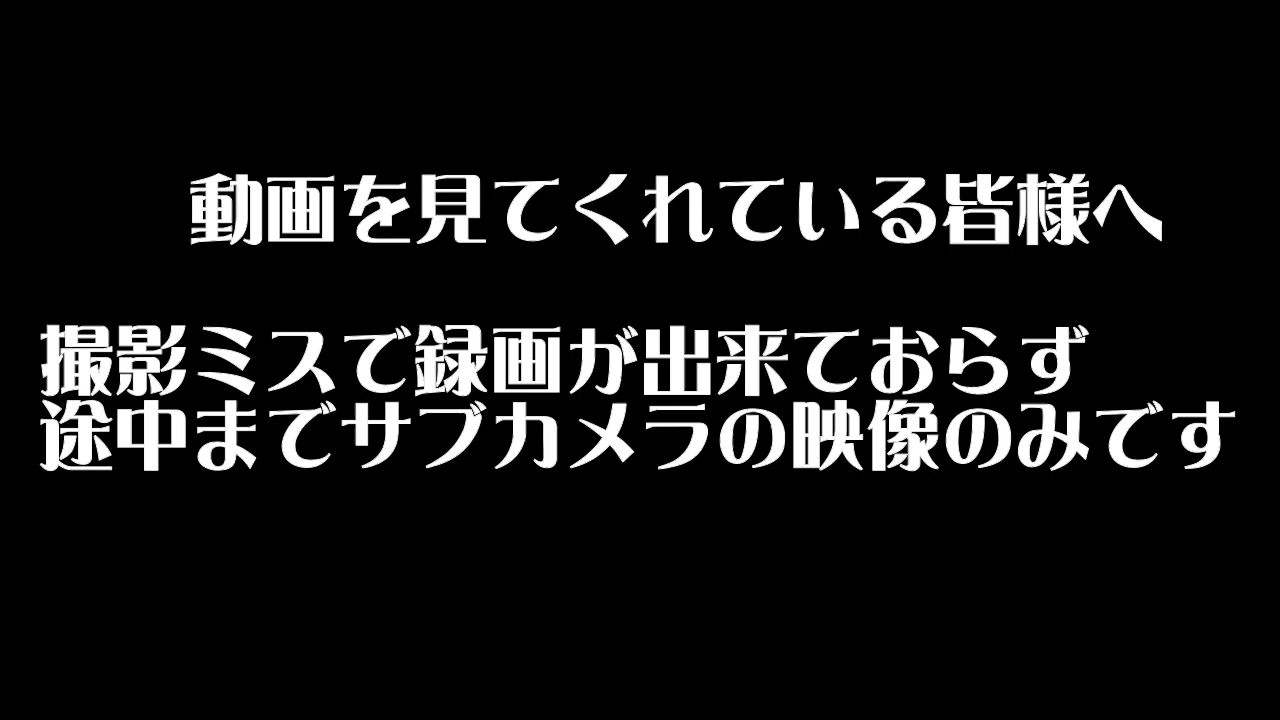 動画を見てくれている皆様へ
撮影ミスで録画が出来ておらず
途中までサブカメラの映像のみです